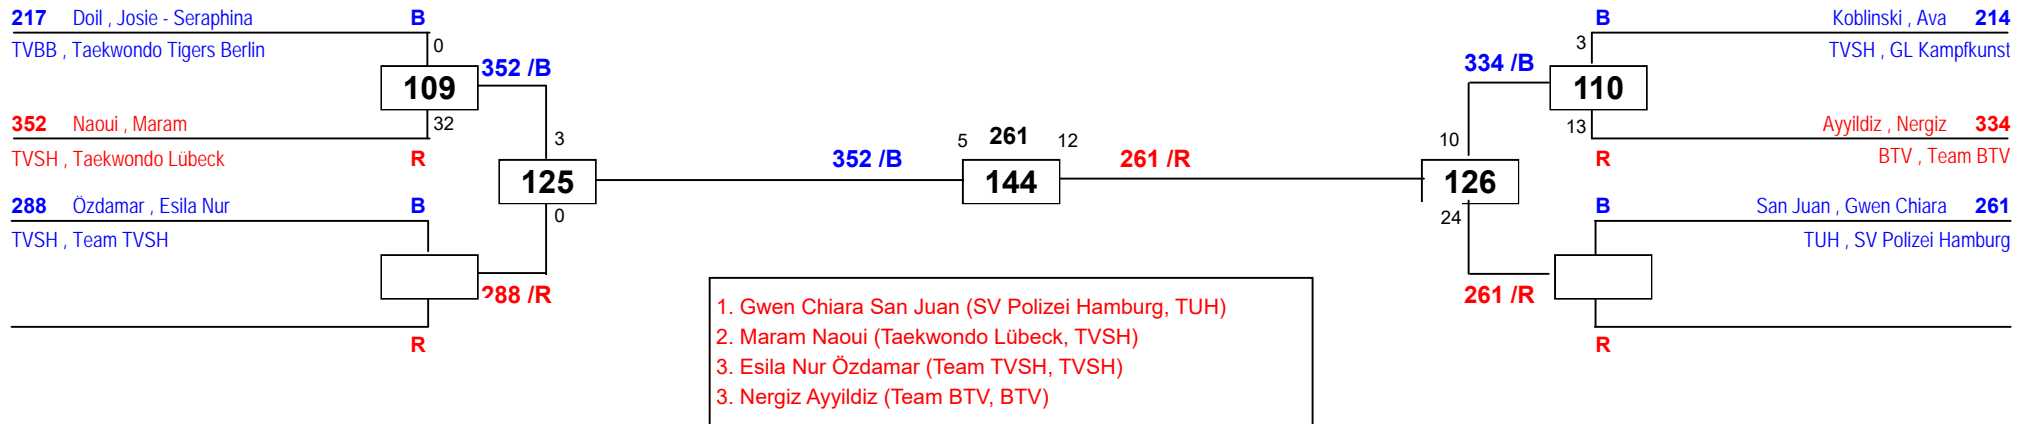 217 Doil , Josie - Seraphina B
TVBB , Taekwondo Tigers Berlin
0
109
352 /B
32
352 Naoui , Maram
TVSH , Taekwondo Lübeck R
3
125
0
288 Özdamar , Esila Nur B
TVSH , Team TVSH
288 /R
R
352 /B
5 261 12
144
261 /R
B Koblinski , Ava 214
TVSH , GL Kampfkunst
3
334 /B
110
13
Ayyildiz , Nergiz 334
R BTV , Team BTV
10
126
24
B San Juan , Gwen Chiara 261
TUH , SV Polizei Hamburg
261 /R
R
1. Gwen Chiara San Juan (SV Polizei Hamburg, TUH)
2. Maram Naoui (Taekwondo Lübeck, TVSH)
3. Esila Nur Özdamar (Team TVSH, TVSH)
3. Nergiz Ayyildiz (Team BTV, BTV)